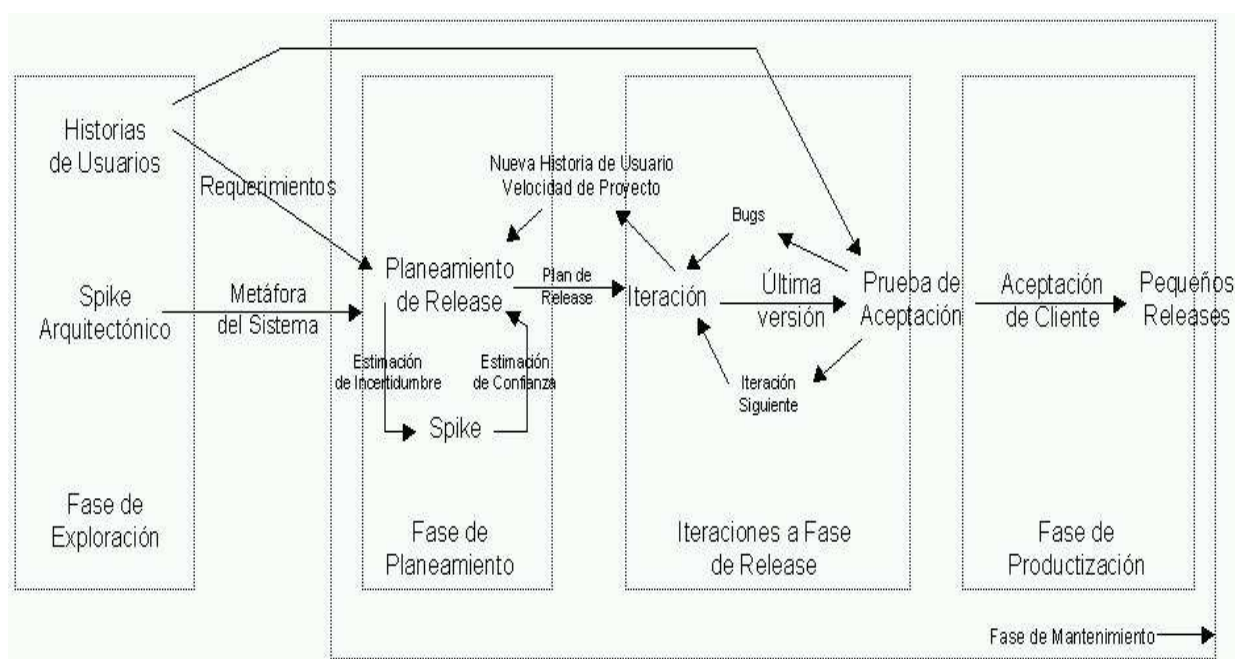 Historias
de Usuarios
Requerimientos
Nueva Historia de Usuario
Velocidad de Proyecto
Bugs
Spike
Arquitectónico
Metáfora
del Sistema
Planeamiento
de Release
Plan de
Release
Iteración
Última
versión
Prueba de
Aceptación
Aceptación
de Cliente
Pequeños
Releases
Estimación
de Incertidumbre
Estimación
de Confianza
Iteración
Siguiente
Spike
Fase de
Exploración
Fase de
Planeamiento
Iteraciones a Fase
de Release
Fase de
Productización
Fase de Mantenimiento